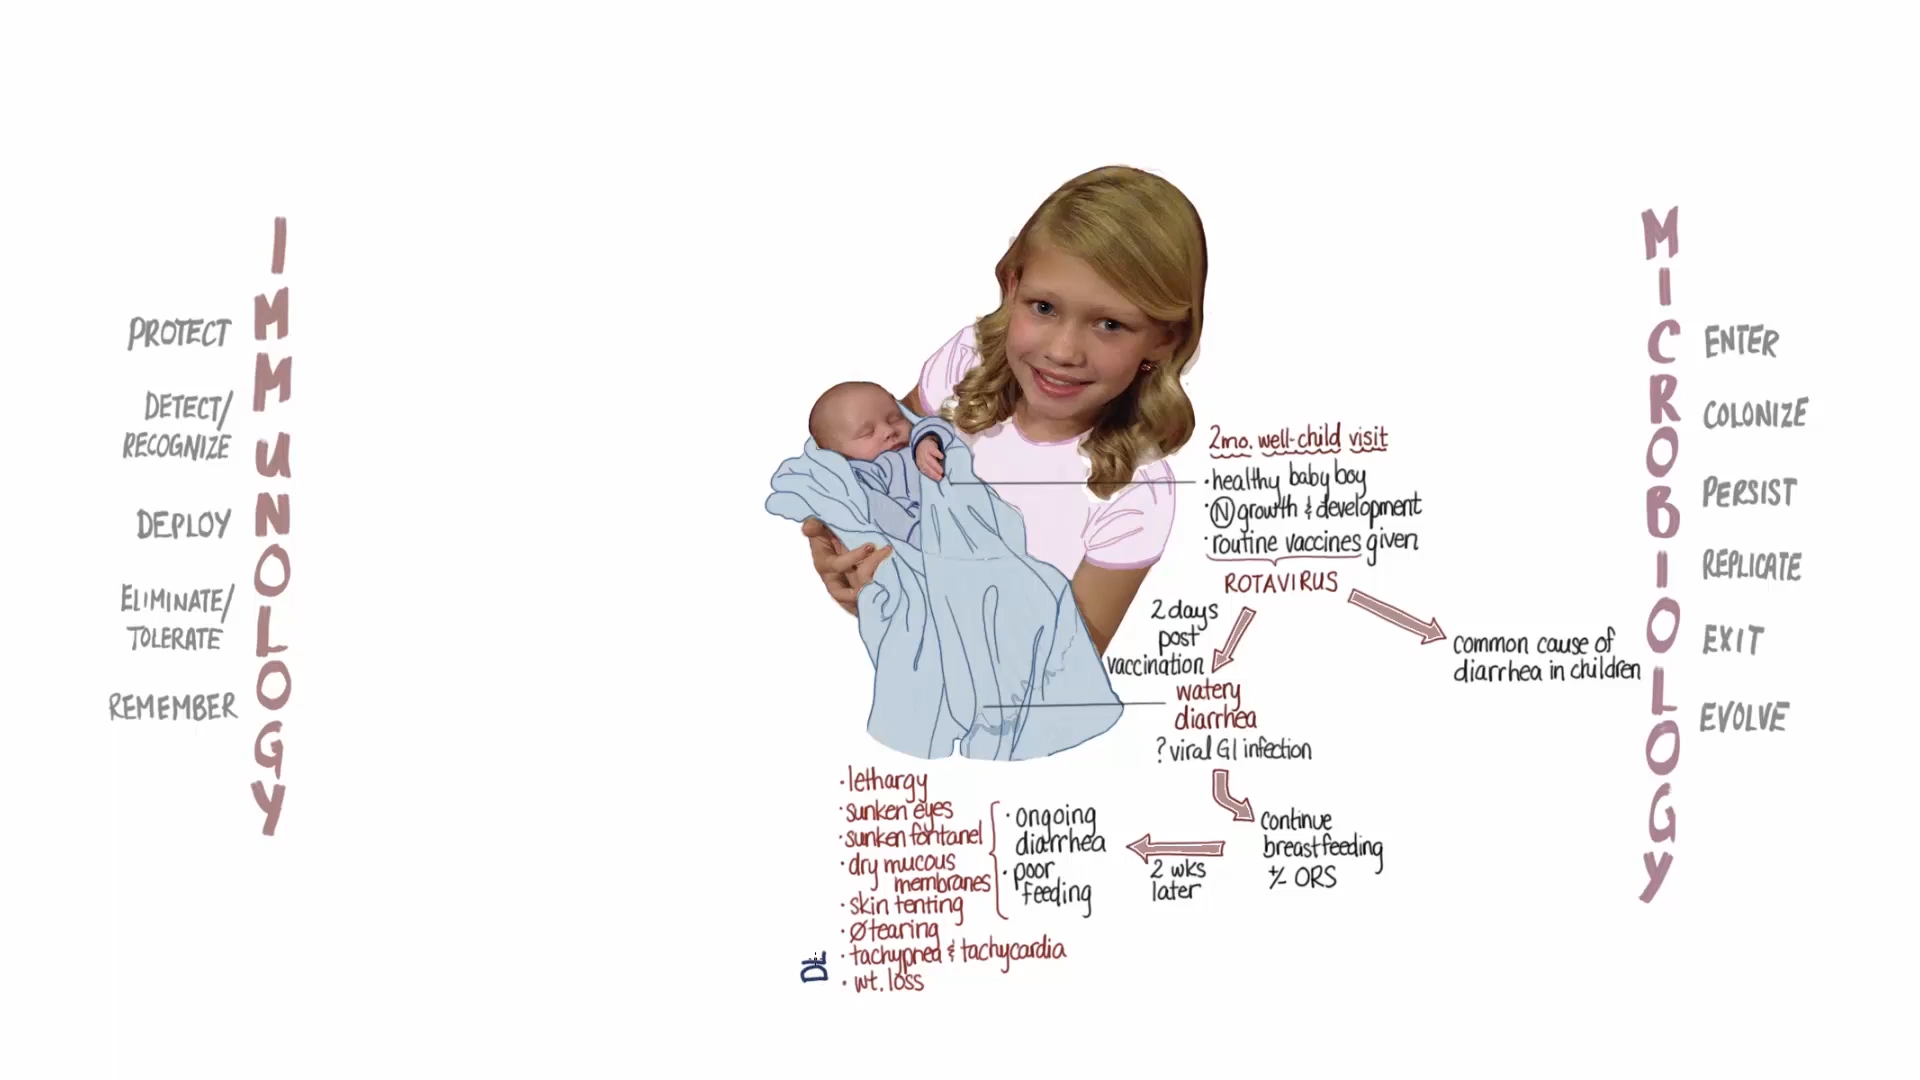 IMMUNOLOGY
PROTECT
DETECT/
RECOGNIZE
DEPLOY
ELIMINATE/
TOLERATE
REMEMBER
2mo. well-child visit
· healthy baby boy
· Ⓝ growth & development
· routine vaccines given
ROTAVIRUS
2 days
post
vaccination
common cause of
diarrhea in children
watery
diarrhea
? viral GI infection
continue
breastfeeding
+/- ORS
2 wks
later
· ongoing
diarrhea
· poor
feeding
· lethargy
· sunken eyes
· sunken fontanel
· dry mucous
membranes
· skin tenting
· Ø tearing
· tachypnea & tachycardia
· wt. loss
DE
MICROBIOLOGY
ENTER
COLONIZE
PERSIST
REPLICATE
EXIT
EVOLVE